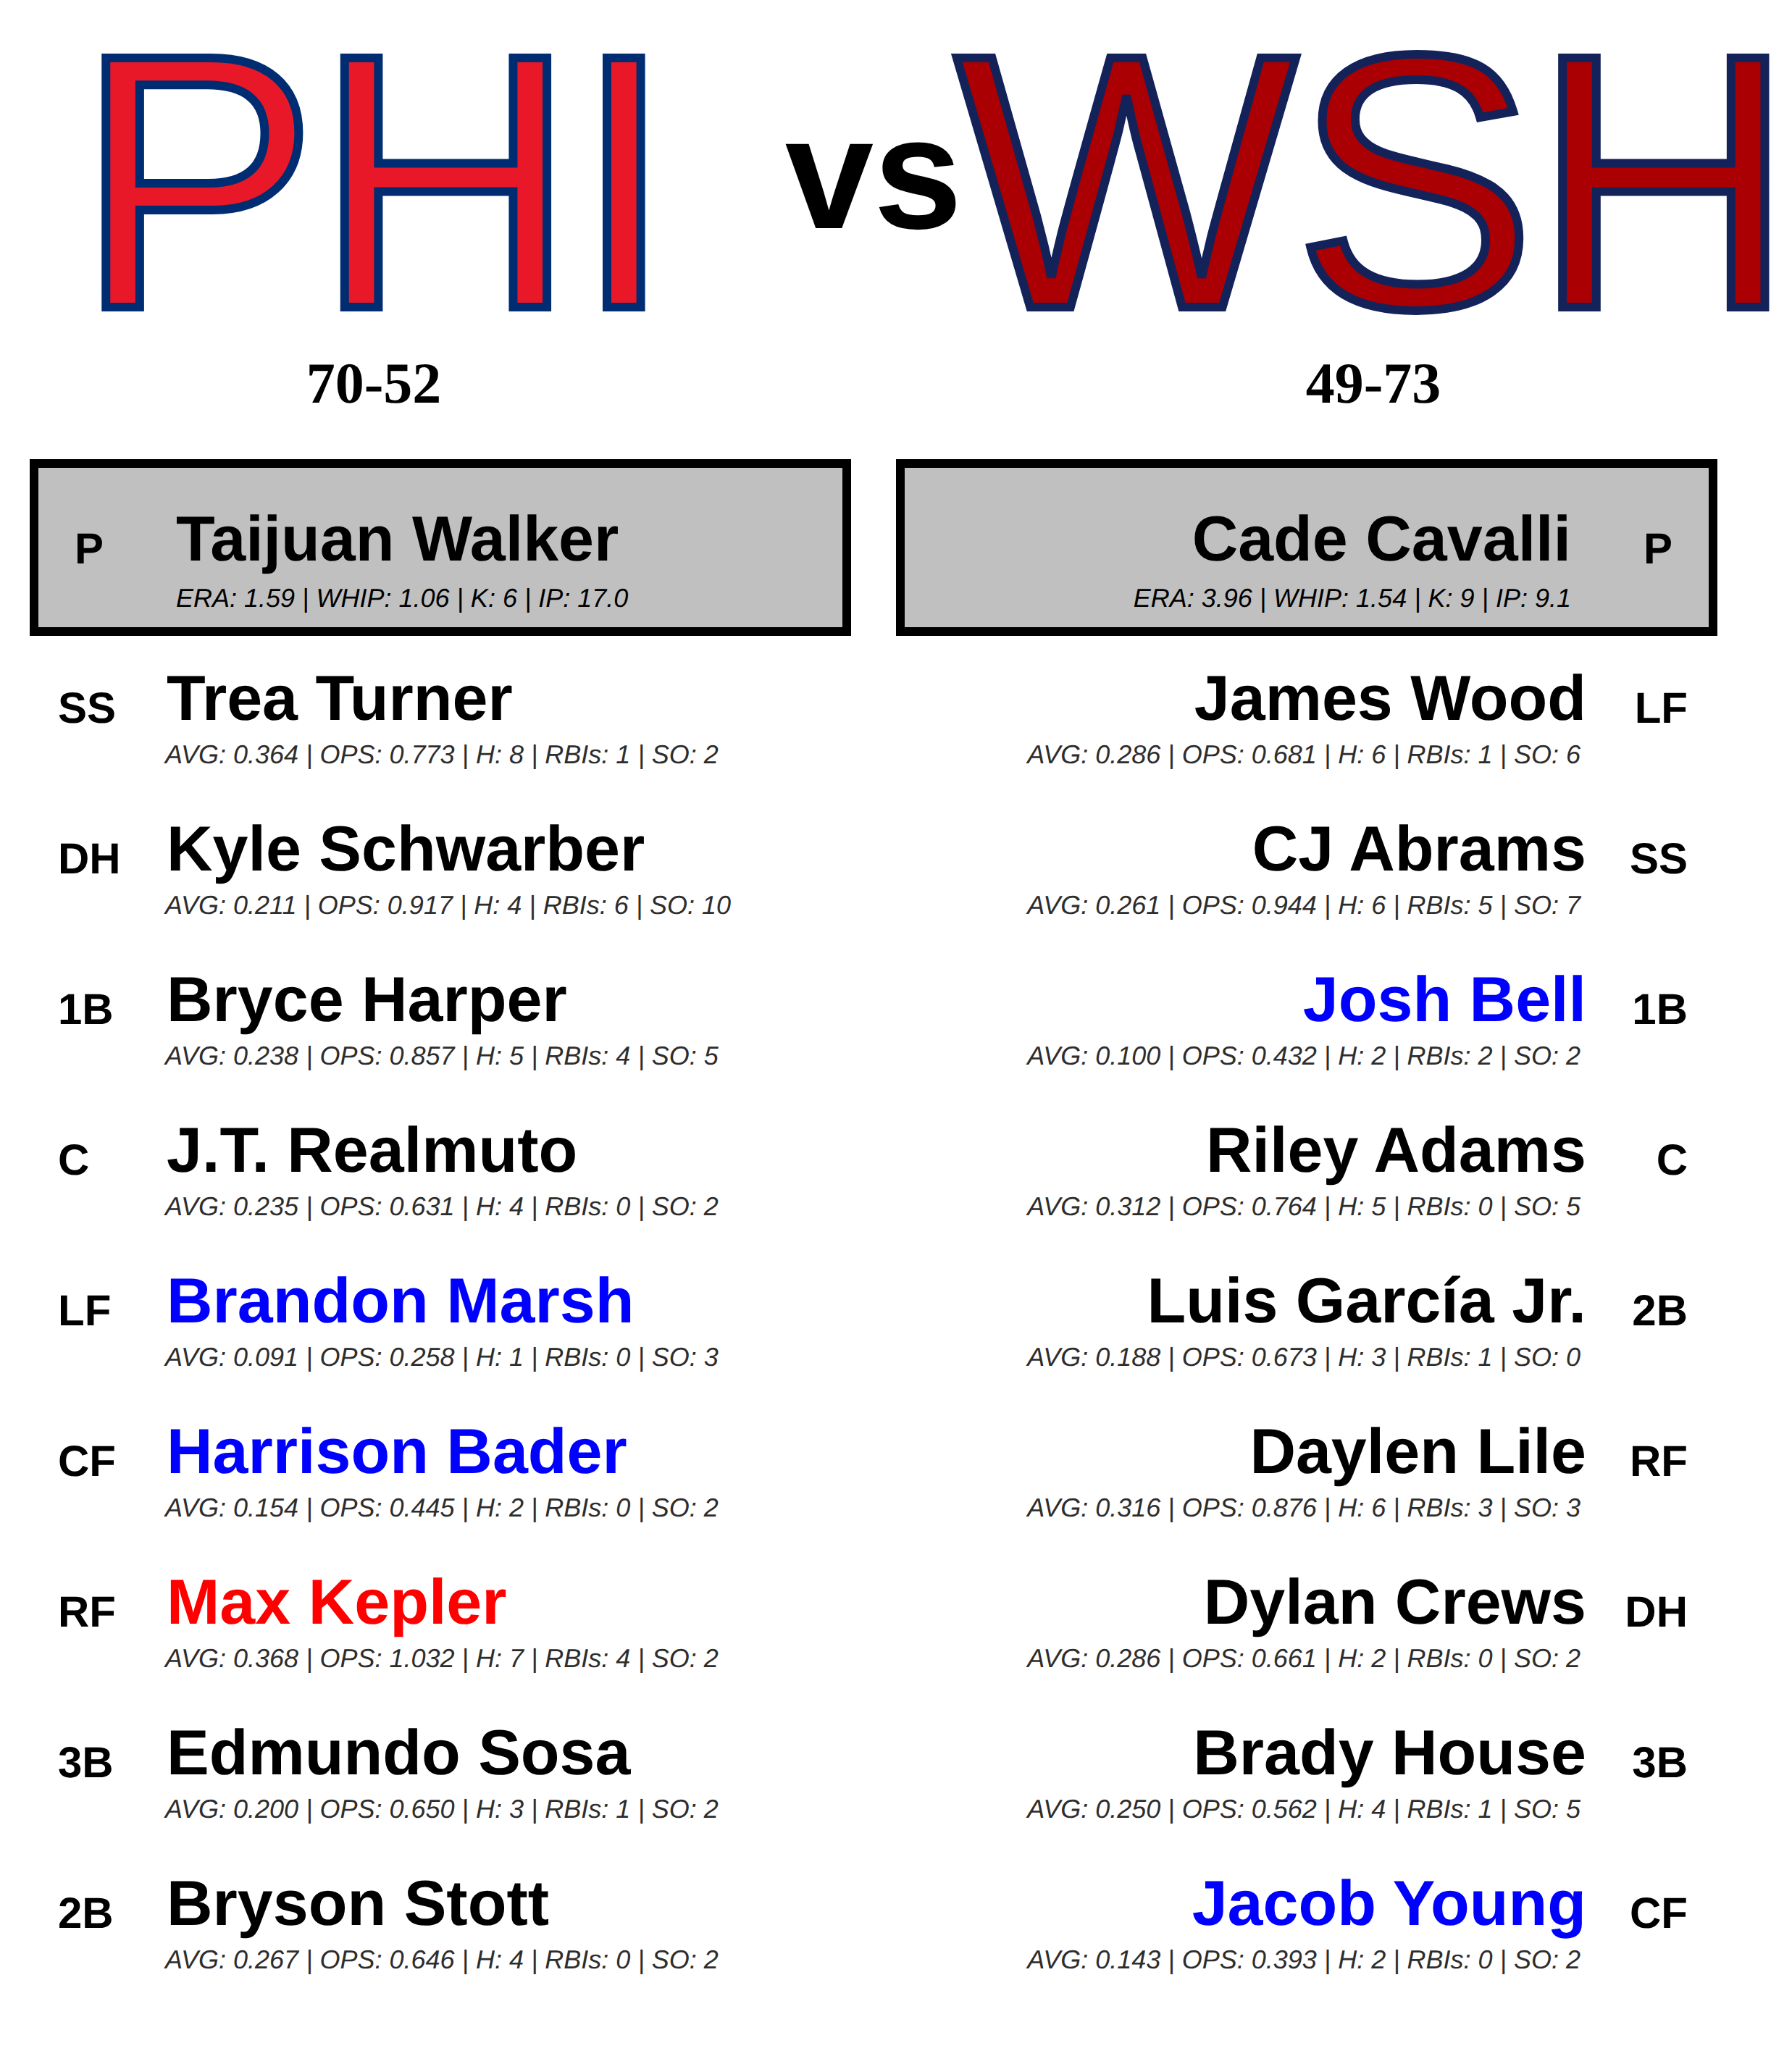 PHI vs WSH
70-52 49-73
P Taijuan Walker
ERA: 1.59 | WHIP: 1.06 | K: 6 | IP: 17.0
Cade Cavalli P
ERA: 3.96 | WHIP: 1.54 | K: 9 | IP: 9.1
SS Trea Turner
AVG: 0.364 | OPS: 0.773 | H: 8 | RBIs: 1 | SO: 2
James Wood LF
AVG: 0.286 | OPS: 0.681 | H: 6 | RBIs: 1 | SO: 6
DH Kyle Schwarber
AVG: 0.211 | OPS: 0.917 | H: 4 | RBIs: 6 | SO: 10
CJ Abrams SS
AVG: 0.261 | OPS: 0.944 | H: 6 | RBIs: 5 | SO: 7
1B Bryce Harper
AVG: 0.238 | OPS: 0.857 | H: 5 | RBIs: 4 | SO: 5
Josh Bell 1B
AVG: 0.100 | OPS: 0.432 | H: 2 | RBIs: 2 | SO: 2
C J.T. Realmuto
AVG: 0.235 | OPS: 0.631 | H: 4 | RBIs: 0 | SO: 2
Riley Adams C
AVG: 0.312 | OPS: 0.764 | H: 5 | RBIs: 0 | SO: 5
LF Brandon Marsh
AVG: 0.091 | OPS: 0.258 | H: 1 | RBIs: 0 | SO: 3
Luis García Jr. 2B
AVG: 0.188 | OPS: 0.673 | H: 3 | RBIs: 1 | SO: 0
CF Harrison Bader
AVG: 0.154 | OPS: 0.445 | H: 2 | RBIs: 0 | SO: 2
Daylen Lile RF
AVG: 0.316 | OPS: 0.876 | H: 6 | RBIs: 3 | SO: 3
RF Max Kepler
AVG: 0.368 | OPS: 1.032 | H: 7 | RBIs: 4 | SO: 2
Dylan Crews DH
AVG: 0.286 | OPS: 0.661 | H: 2 | RBIs: 0 | SO: 2
3B Edmundo Sosa
AVG: 0.200 | OPS: 0.650 | H: 3 | RBIs: 1 | SO: 2
Brady House 3B
AVG: 0.250 | OPS: 0.562 | H: 4 | RBIs: 1 | SO: 5
2B Bryson Stott
AVG: 0.267 | OPS: 0.646 | H: 4 | RBIs: 0 | SO: 2
Jacob Young CF
AVG: 0.143 | OPS: 0.393 | H: 2 | RBIs: 0 | SO: 2